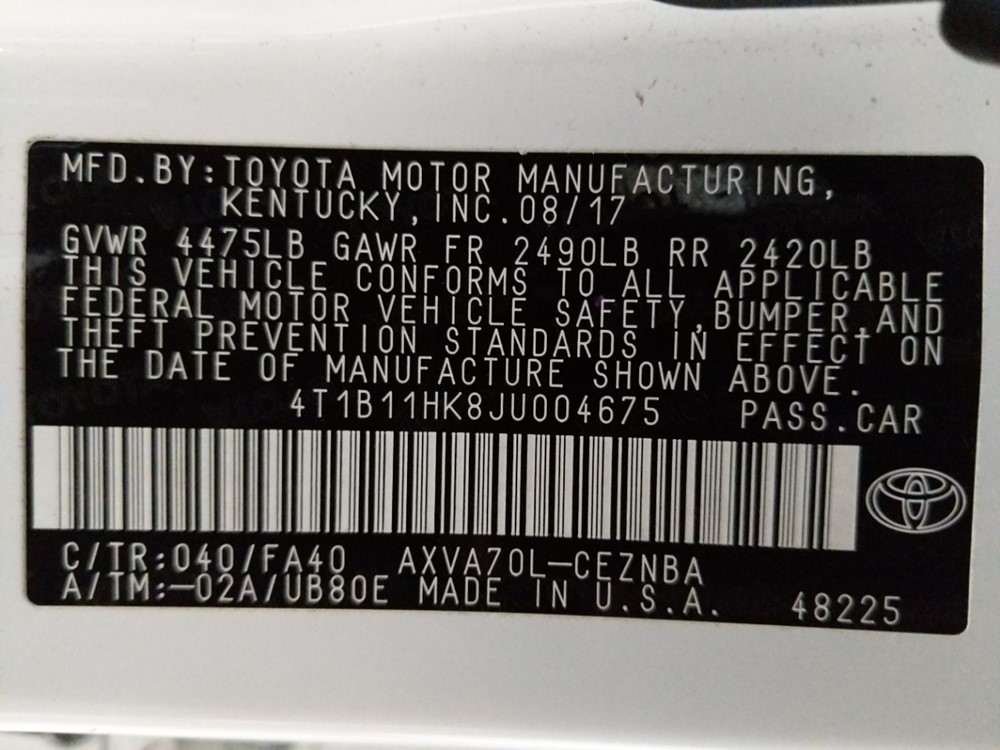 MFD.BY:TOYOTA MOTOR MANUFACTURING,
KENTUCKY,INC.08/17
GVWR 4475LB GAWR FR 2490LB RR 2420LB
THIS VEHICLE CONFORMS TO ALL APPLICABLE
FEDERAL MOTOR VEHICLE SAFETY,BUMPER,AND
THEFT PREVENTION STANDARDS IN EFFECT ON
THE DATE OF MANUFACTURE SHOWN ABOVE.
4T1B11HK8JU004675 PASS.CAR
C/TR:040/FA40 AXVA70L-CEZNBA
A/TM:-02A/UB80E MADE IN U.S.A. 48225